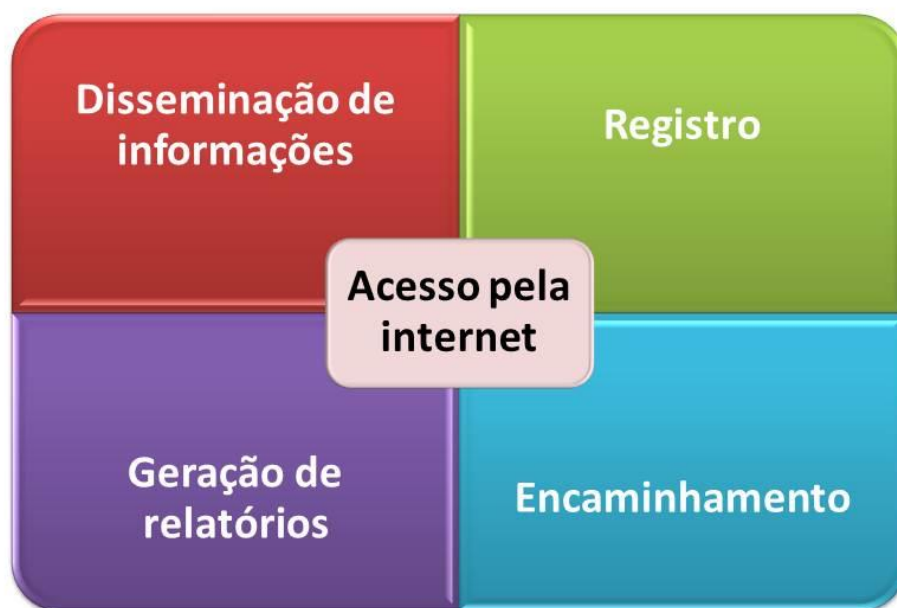 Disseminação de
informações
Registro
Acesso pela
internet
Geração de
relatórios
Encaminhamento